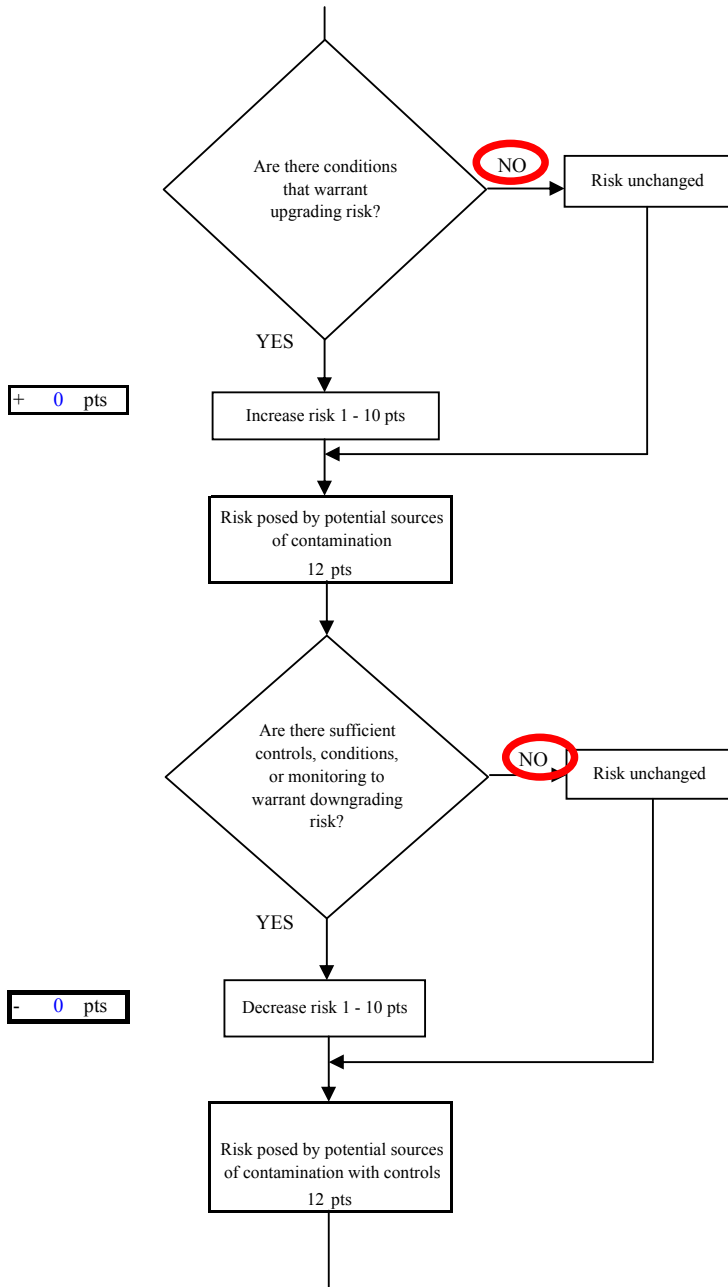 Are there conditions
that warrant
upgrading risk?
NO
Risk unchanged
YES
+ 0 pts
Increase risk 1 - 10 pts
Risk posed by potential sources
of contamination
12 pts
Are there sufficient
controls, conditions,
or monitoring to
warrant downgrading
risk?
NO
Risk unchanged
YES
- 0 pts
Decrease risk 1 - 10 pts
Risk posed by potential sources
of contamination with controls
12 pts